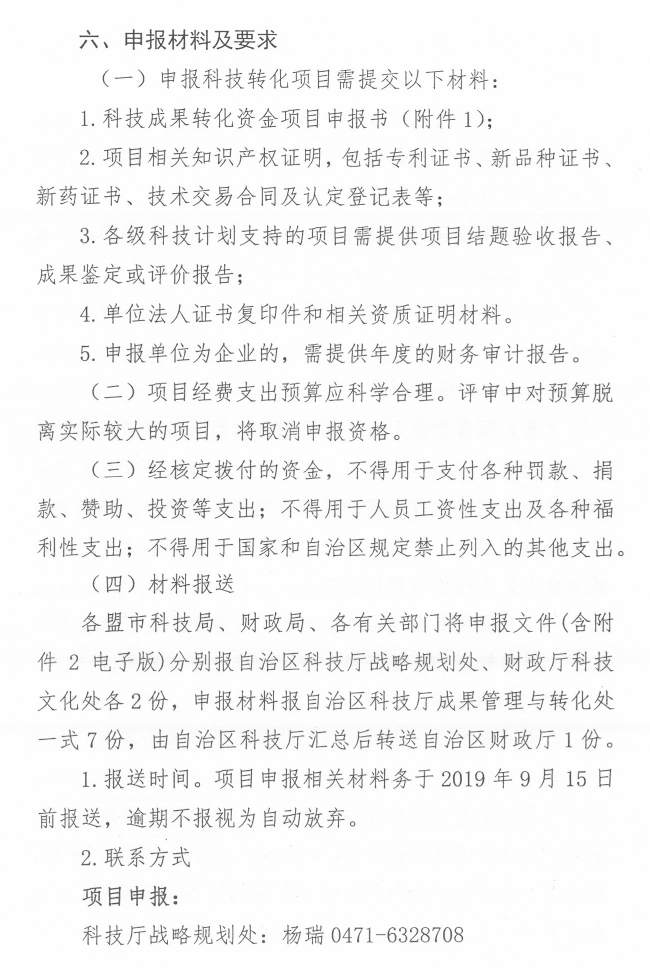 六、申报材料及要求
（一）申报科技转化项目需提交以下材料：
1.科技成果转化资金项目申报书（附件1）；
2.项目相关知识产权证明，包括专利证书、新品种证书、
新药证书、技术交易合同及认定登记表等；
3.各级科技计划支持的项目需提供项目结题验收报告、
成果鉴定或评价报告；
4.单位法人证书复印件和相关资质证明材料。
5.申报单位为企业的，需提供年度的财务审计报告。
（二）项目经费支出预算应科学合理。评审中对预算脱
离实际较大的项目，将取消申报资格。
（三）经核定拨付的资金，不得用于支付各种罚款、捐
款、赞助、投资等支出；不得用于人员工资性支出及各种福
利性支出；不得用于国家和自治区规定禁止列入的其他支出。
（四）材料报送
各盟市科技局、财政局、各有关部门将申报文件(含附
件 2 电子版)分别报自治区科技厅战略规划处、财政厅科技
文化处各2份，申报材料报自治区科技厅成果管理与转化处
一式7份，由自治区科技厅汇总后转送自治区财政厅1份。
1.报送时间。项目申报相关材料务于 2019 年 9 月 15 日
前报送，逾期不报视为自动放弃。
2.联系方式
项目申报：
科技厅战略规划处：杨瑞 0471-6328708